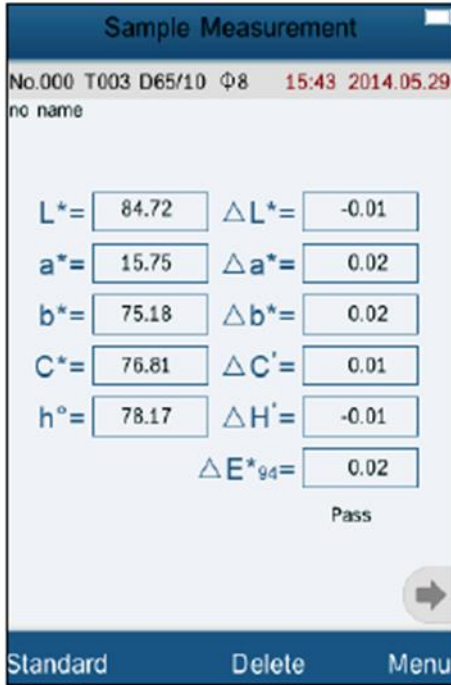 Sample Measurement
No.000 T003 D65/10 Φ8 15:43 2014.05.29
no name
L*= 84.72 △L*= -0.01
a*= 15.75 △a*= 0.02
b*= 75.18 △b*= 0.02
C*= 76.81 △C'= 0.01
h°= 78.17 △H'= -0.01
△E*94= 0.02
Pass
Standard Delete Menu